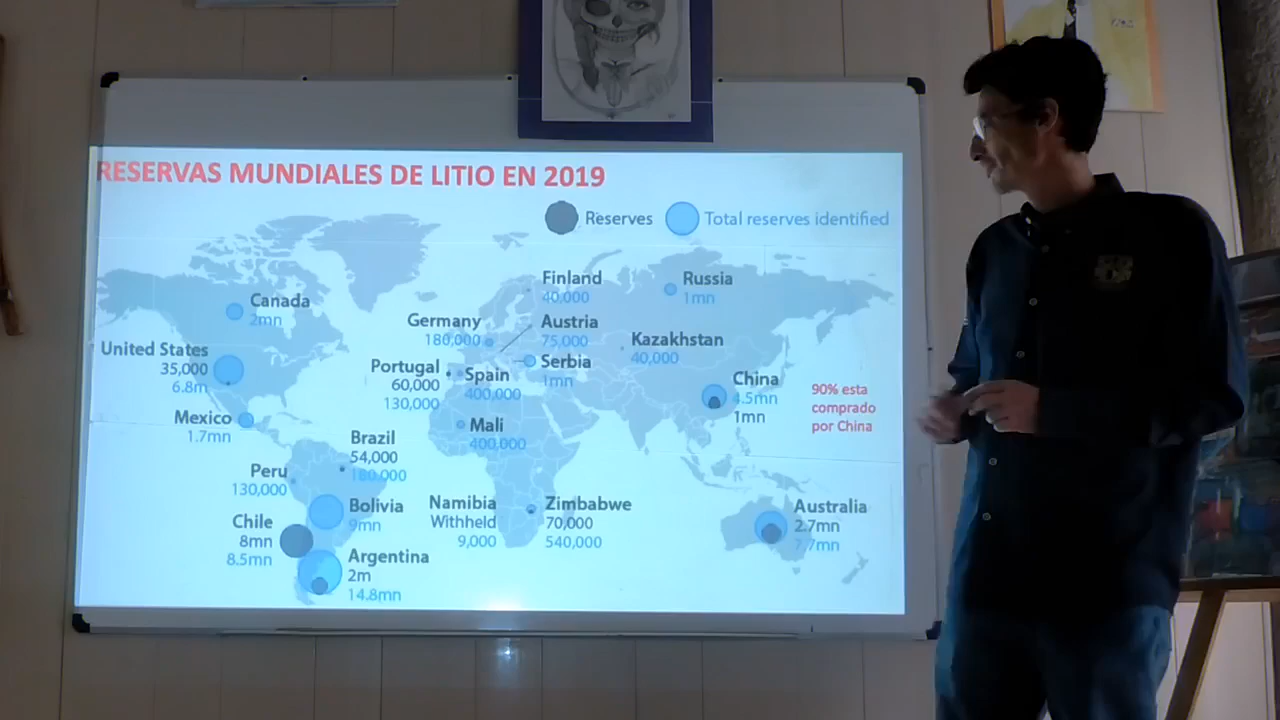 RESERVAS MUNDIALES DE LITIO EN 2019
Reserves
Total reserves identified
Finland
40,000
Russia
1mn
Canada
2mn
Germany
180,000
Austria
75,000
Kazakhstan
40,000
United States
35,000
6.8m
Portugal
60,000
130,000
Spain
400,000
Serbia
1mn
China
4.5mn
1mn
90% esta
comprado
por China
Mexico
1.7mn
Mali
400,000
Brazil
54,000
180,000
Peru
130,000
Bolivia
9mn
Namibia
Withheld
9,000
Zimbabwe
70,000
540,000
Australia
2.7mn
7.7mn
Chile
8mn
8.5mn
Argentina
2m
14.8mn